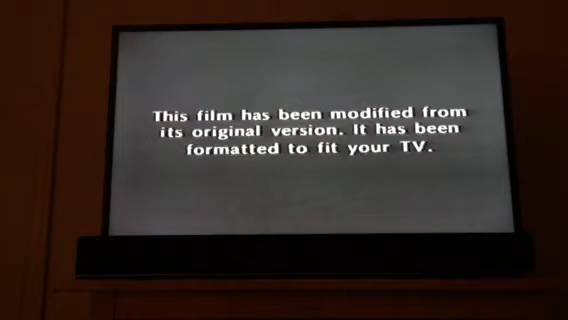 This film has been modified from
its original version. It has been
formatted to fit your TV.